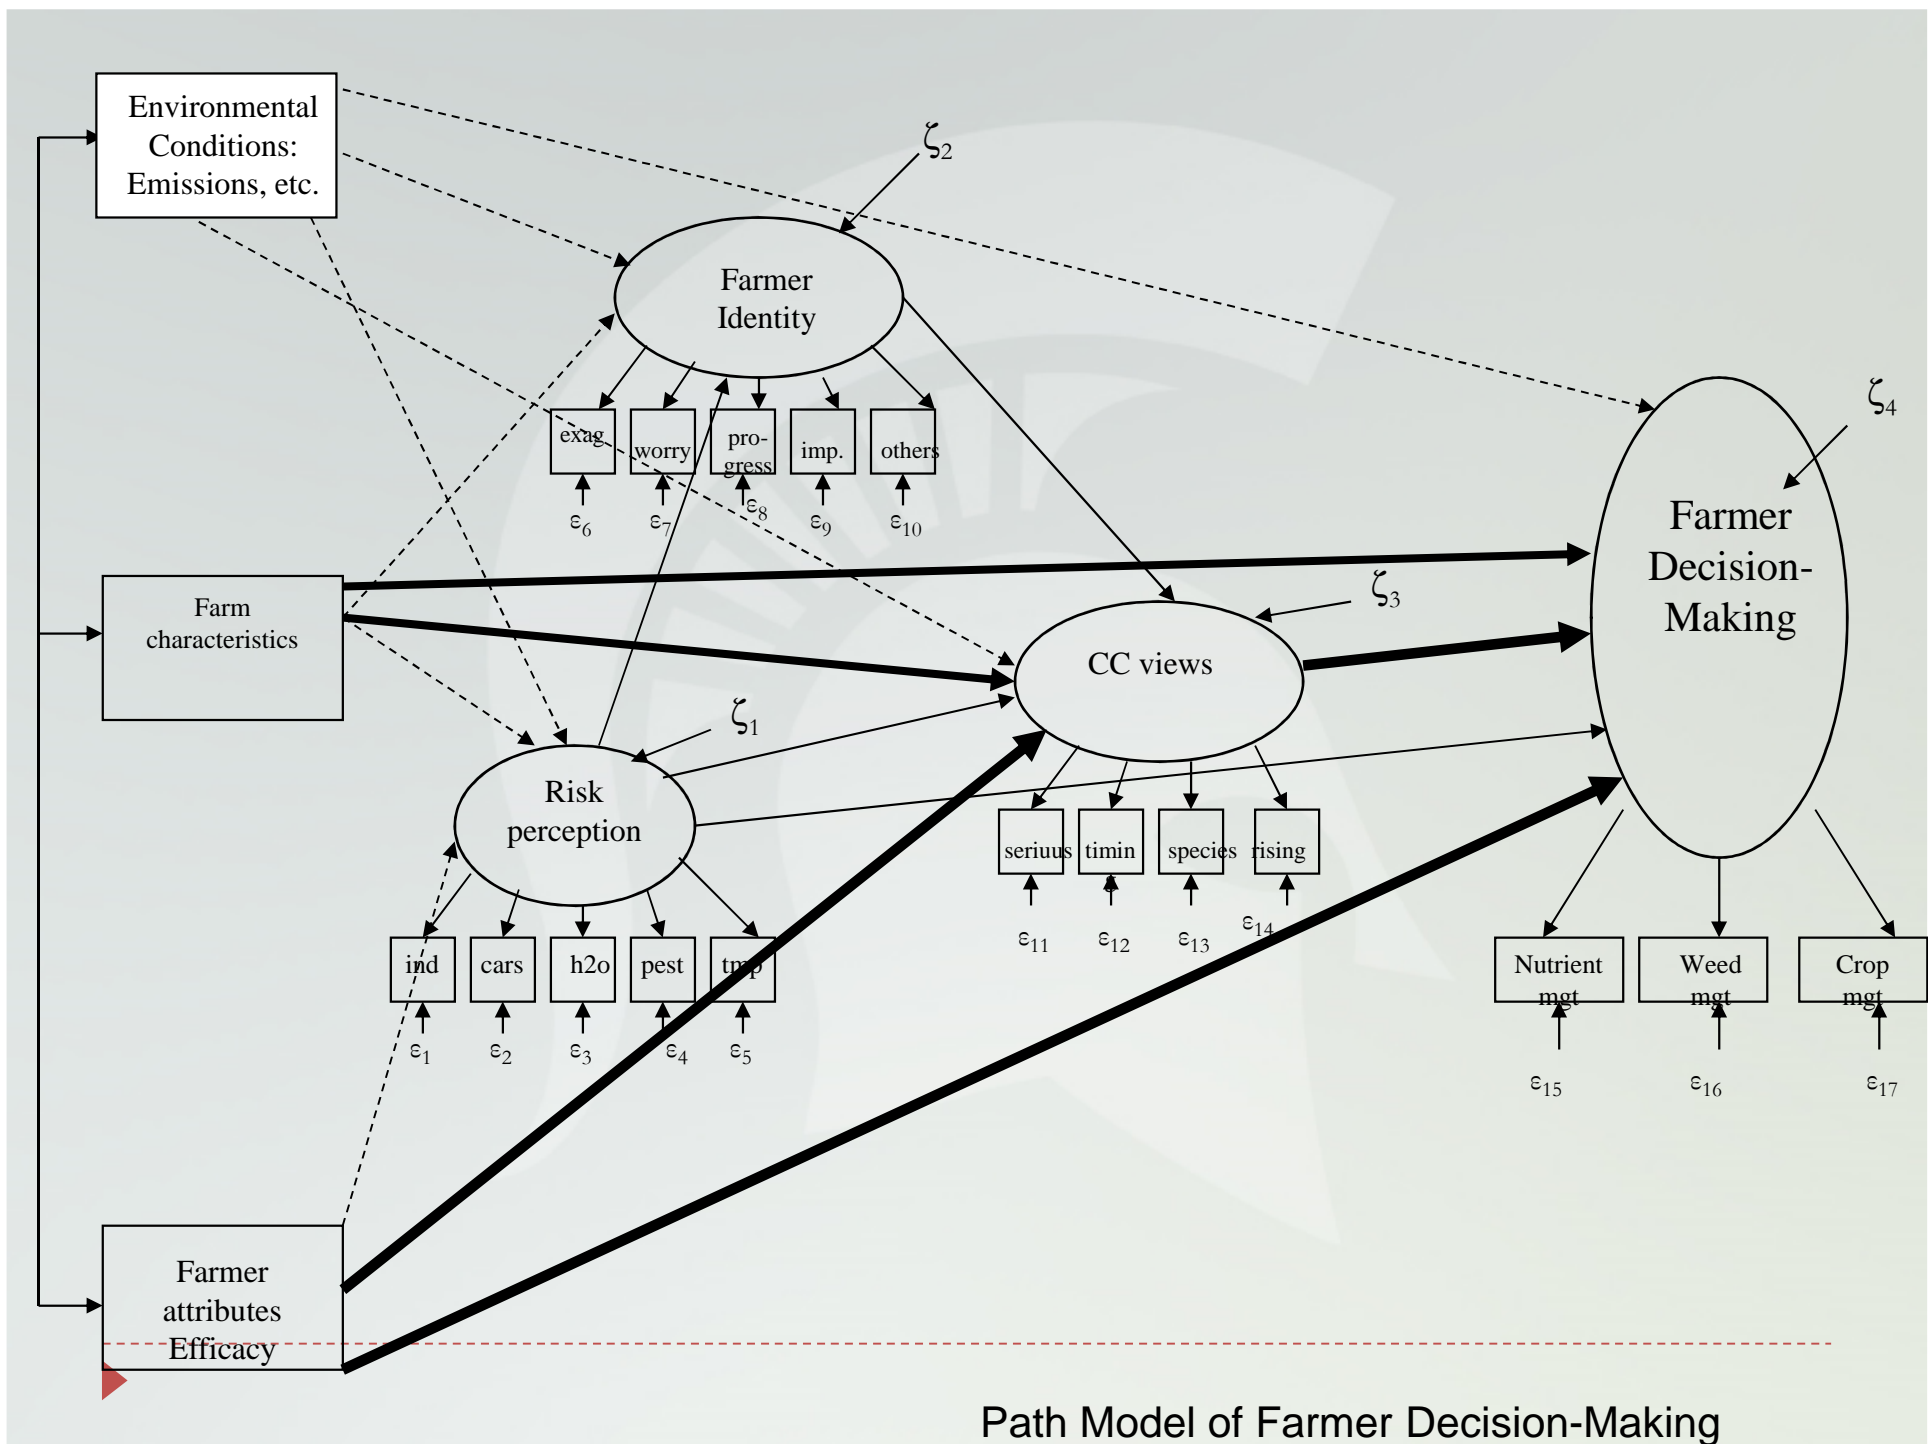 Environmental
Conditions:
Emissions, etc.
ζ2
Farmer
Identity
ζ4
exag
worry
pro-
gress
imp.
others
ε6
ε7
ε8
ε9
ε10
Farmer
Decision-
Making
Farm
characteristics
ζ3
CC views
ζ1
Risk
perception
seriuus
timin
g
species
rising
ε11
ε12
ε13
ε14
ind
cars
h2o
pest
tmp
ε1
ε2
ε3
ε4
ε5
Nutrient
mgt
Weed
mgt
Crop
mgt
ε15
ε16
ε17
Farmer
attributes
Efficacy
Path Model of Farmer Decision-Making